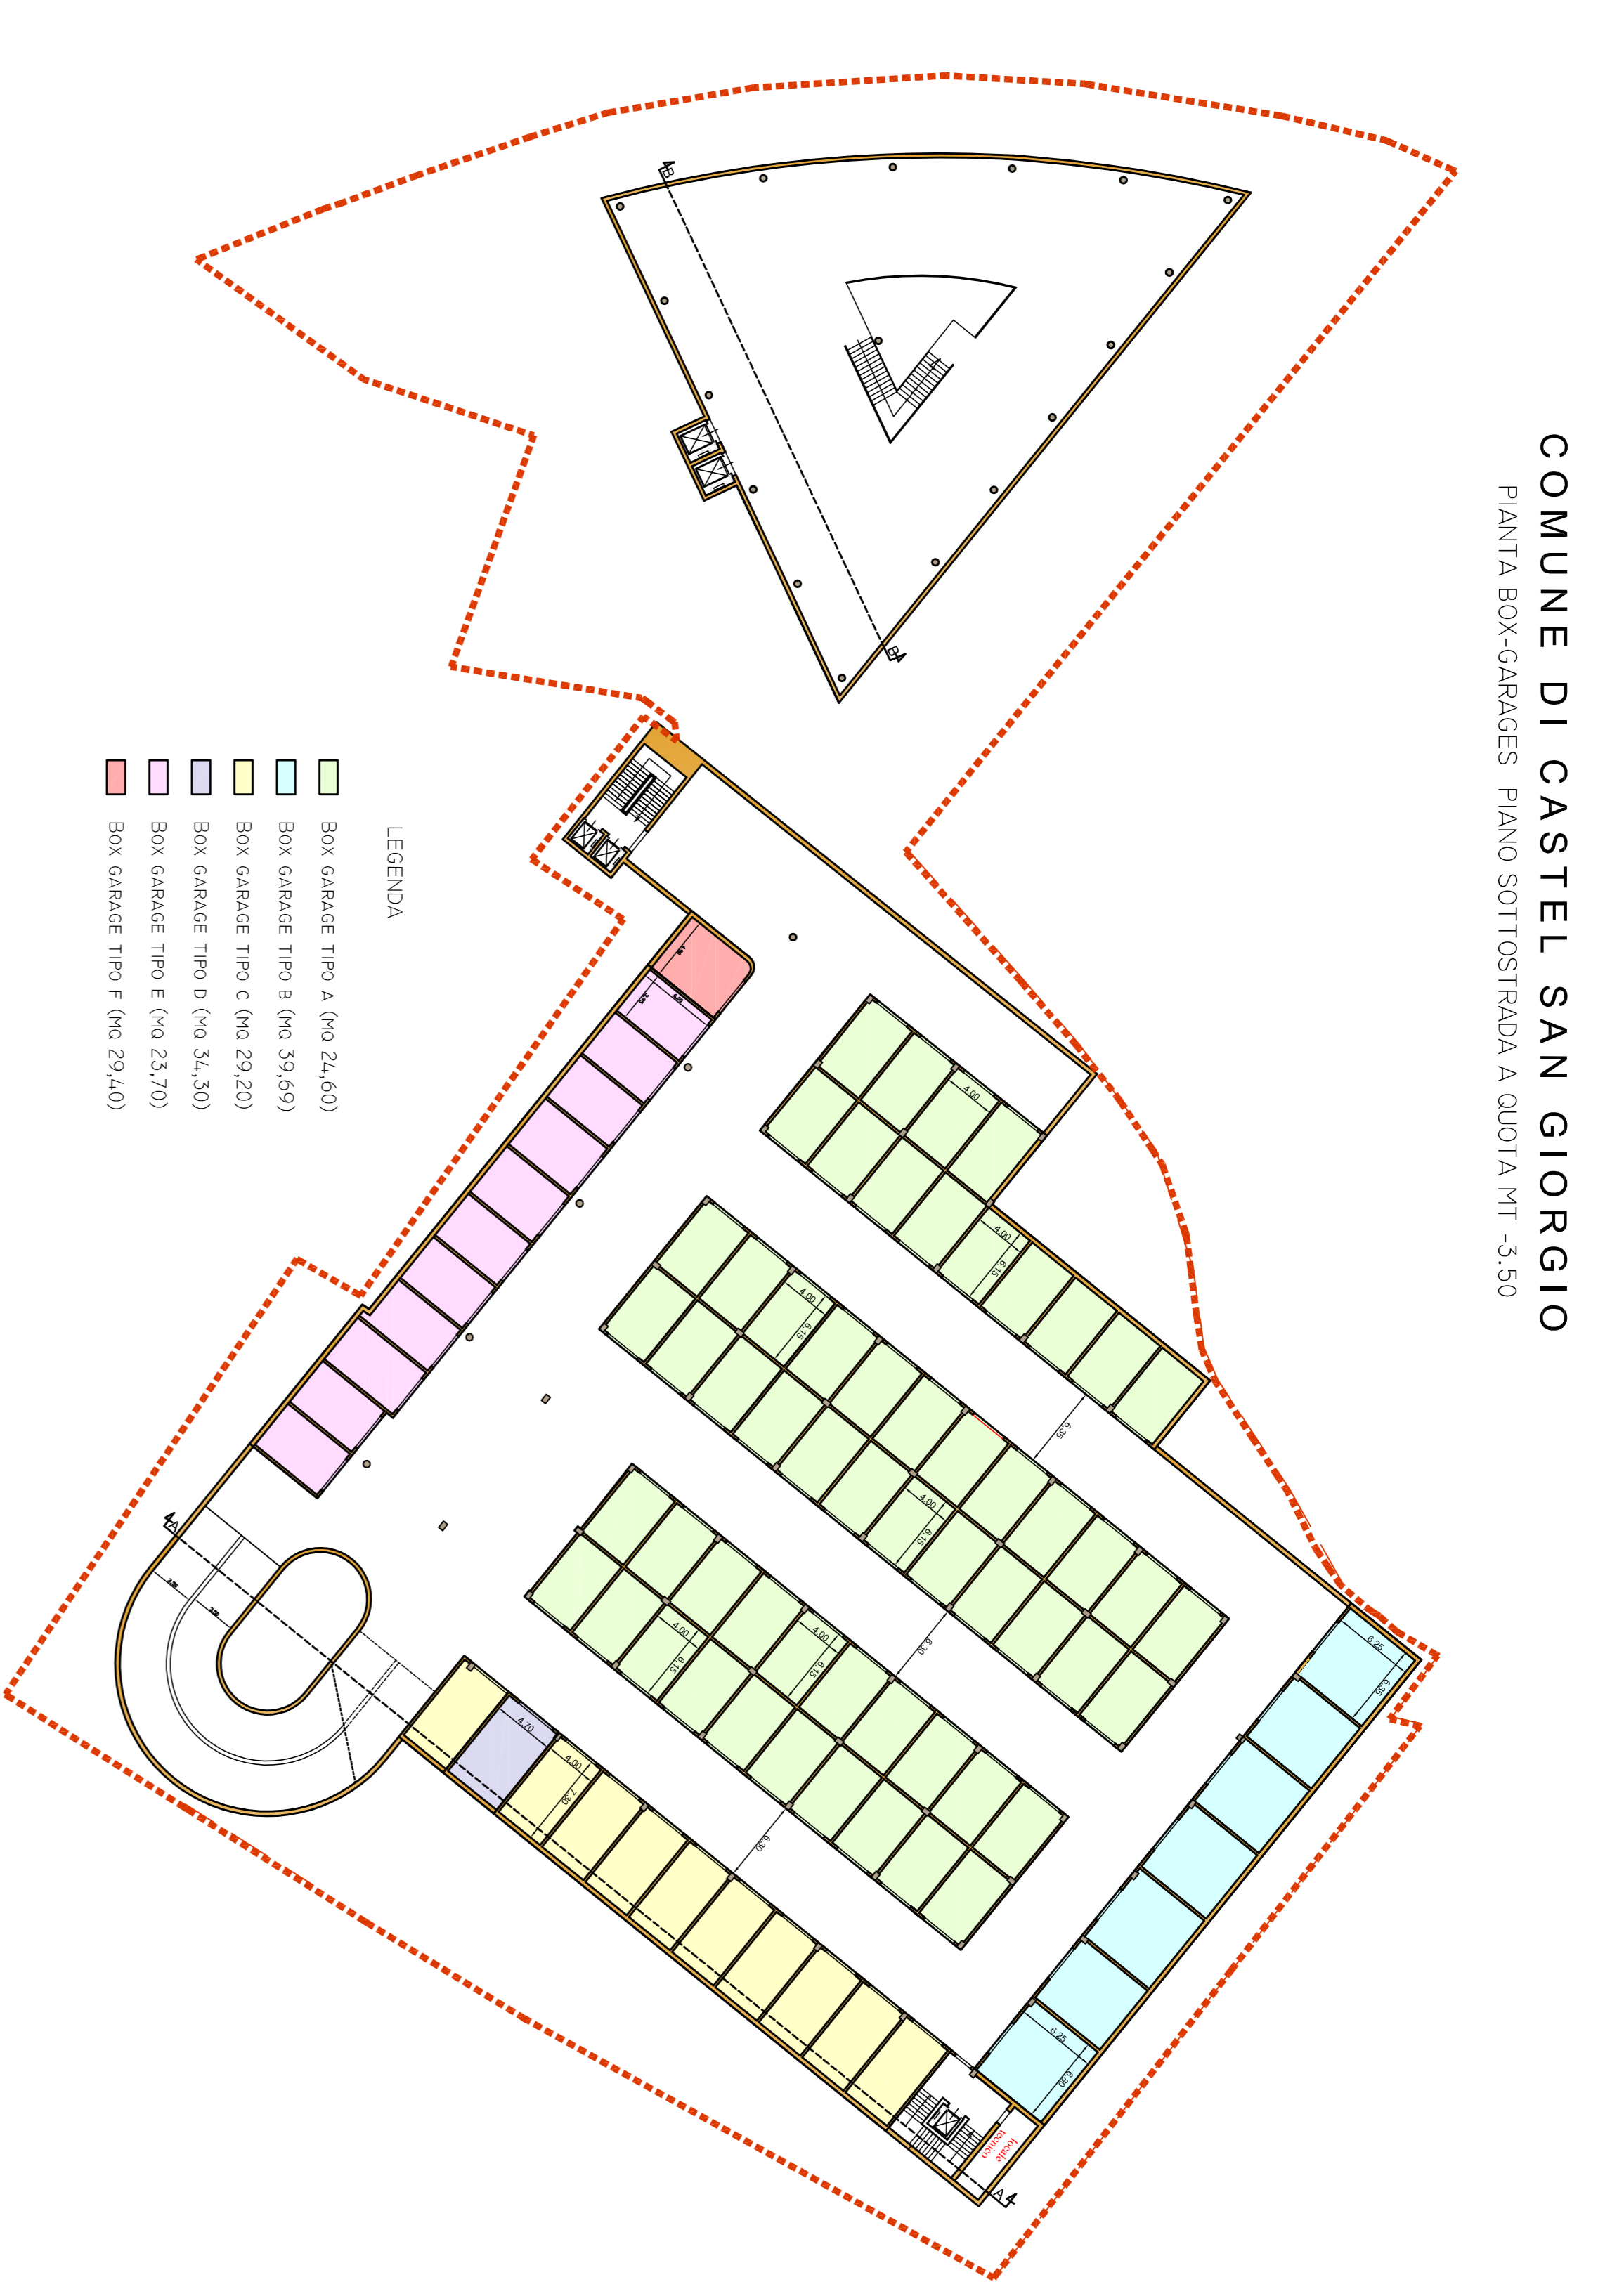 COMUNE DI CASTEL SAN GIORGIO
PIANTA BOX-GARAGES PIANO SOTTOSTRADA A QUOTA MT -3.50
LEGENDA
BOX GARAGE TIPO A (MQ 24,60)
BOX GARAGE TIPO B (MQ 39,69)
BOX GARAGE TIPO C (MQ 29,20)
BOX GARAGE TIPO D (MQ 34,30)
BOX GARAGE TIPO E (MQ 23,70)
BOX GARAGE TIPO F (MQ 29,40)
B
B
4.00
4.00
6.15
4.00
6.15
6.35
4.00
6.15
6.30
4.00
6.15
4.00
6.15
6.30
6.25
6.35
A
4.70
4.00
7.30
6.25
6.80
locale
tecnico
A